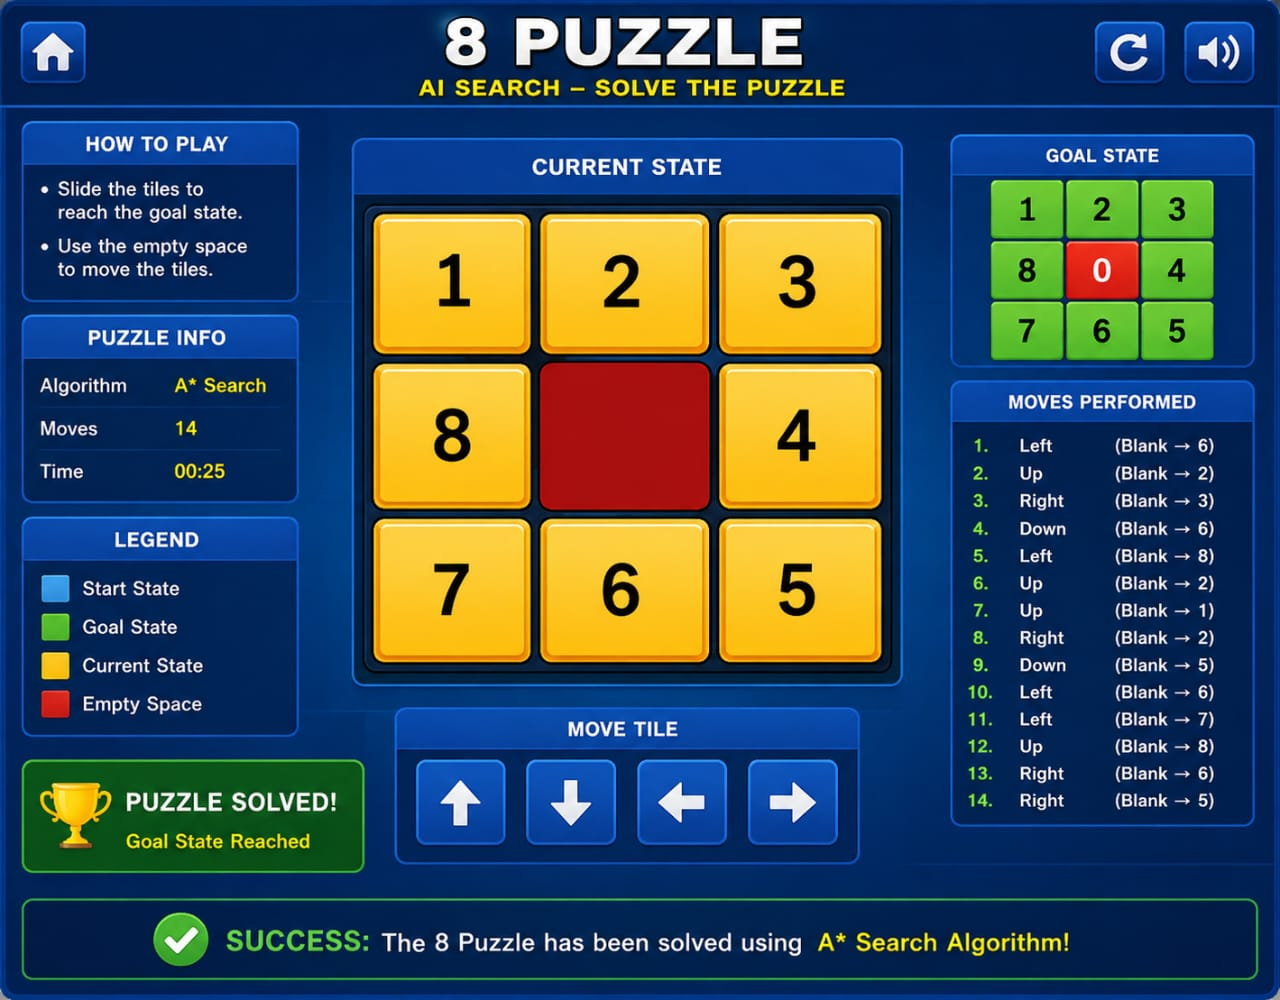 8 PUZZLE
AI SEARCH – SOLVE THE PUZZLE
HOW TO PLAY
• Slide the tiles to
reach the goal state.
• Use the empty space
to move the tiles.
PUZZLE INFO
Algorithm A* Search
Moves 14
Time 00:25
LEGEND
Start State
Goal State
Current State
Empty Space
PUZZLE SOLVED!
Goal State Reached
CURRENT STATE
1 2 3
8 4
7 6 5
MOVE TILE
GOAL STATE
1 2 3
8 0 4
7 6 5
MOVES PERFORMED
1. Left (Blank → 6)
2. Up (Blank → 2)
3. Right (Blank → 3)
4. Down (Blank → 6)
5. Left (Blank → 8)
6. Up (Blank → 2)
7. Up (Blank → 1)
8. Right (Blank → 2)
9. Down (Blank → 5)
10. Left (Blank → 6)
11. Left (Blank → 7)
12. Up (Blank → 8)
13. Right (Blank → 6)
14. Right (Blank → 5)
SUCCESS: The 8 Puzzle has been solved using A* Search Algorithm!